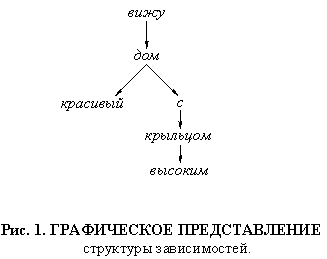 вижу
дом
красивый с
крыльцом
высоким
Рис. 1. ГРАФИЧЕСКОЕ ПРЕДСТАВЛЕНИЕ
структуры зависимостей.